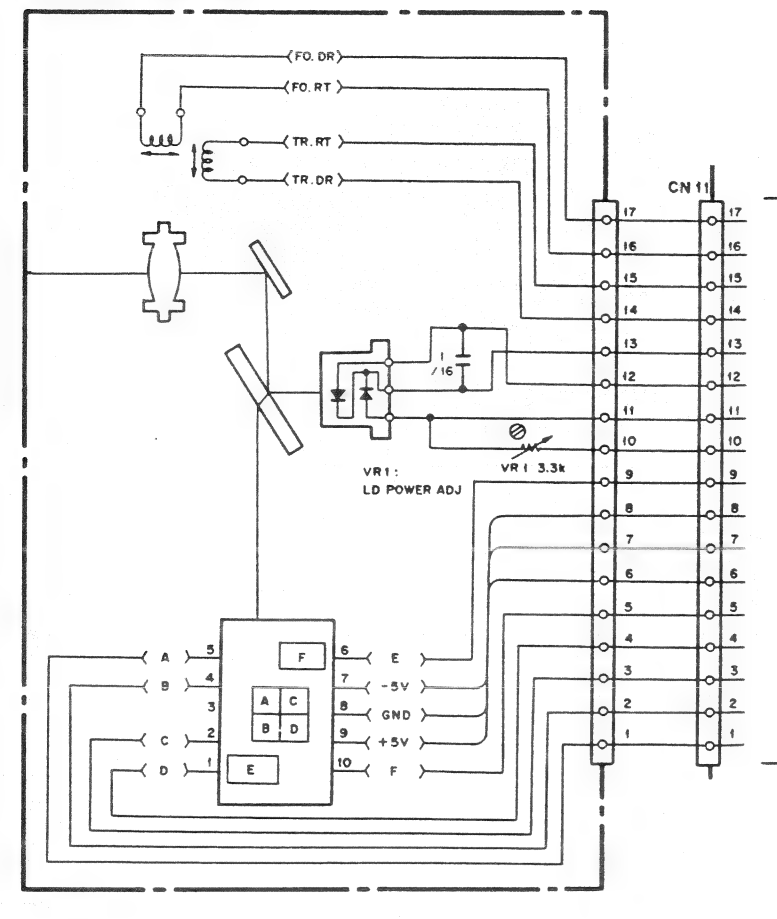 FO. DR
FO. RT
TR. RT
TR. DR
CN 11
17 17
16 16
15 15
14 14
13 13
12 12
11 11
10 10
9 9
8 8
7 7
6 6
5 5
4 4
3 3
2 2
1 1
1
/16
VR1 3.3k
VR1 :
LD POWER ADJ
A 5 F 6 E
B 4 7 -5V
A C
3 8 GND
B D
C 2 9 +5V
D 1 E 10 F